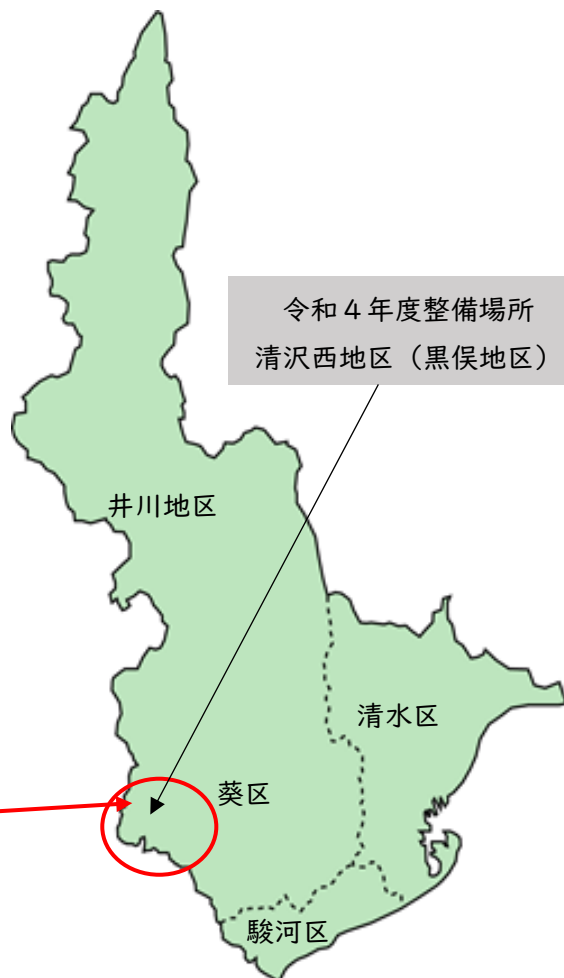 令和４年度整備場所
清沢西地区（黒俣地区）
井川地区
清水区
葵区
駿河区